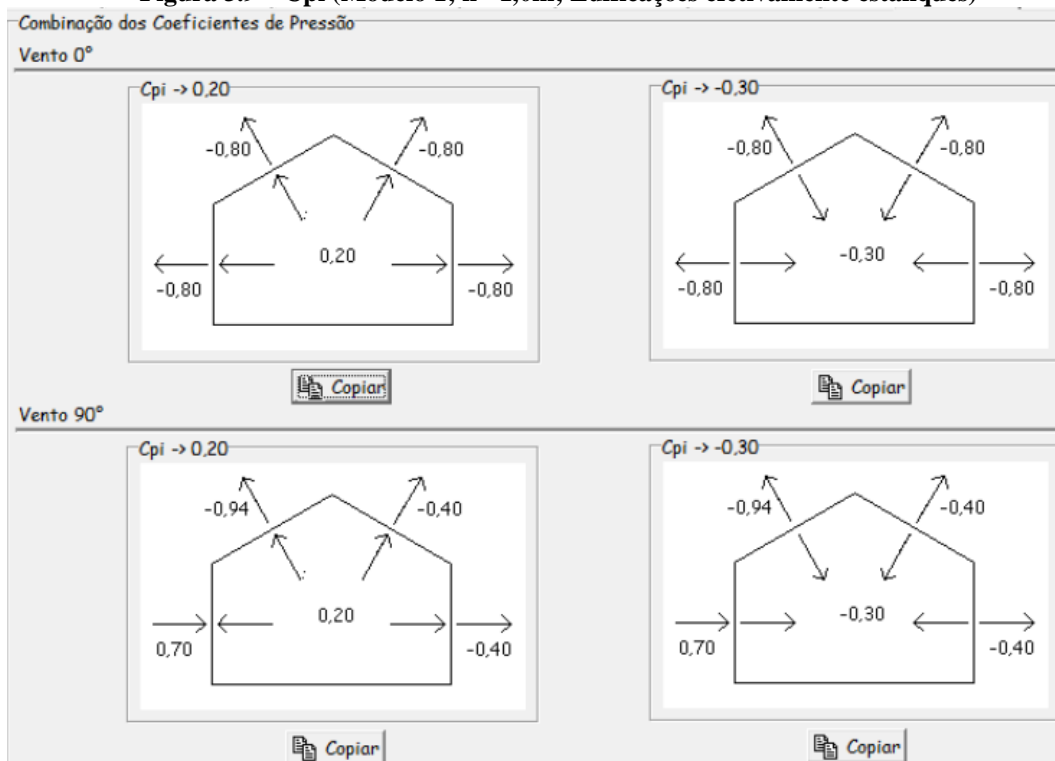 Combinação dos Coeficientes de Pressão
Vento 0°
Cpi -> 0,20
-0,80 -0,80
0,20
-0,80 -0,80
Copiar
Cpi -> -0,30
-0,80 -0,80
-0,30
-0,80 -0,80
Copiar
Vento 90°
Cpi -> 0,20
-0,94 -0,40
0,20
0,70 -0,40
Copiar
Cpi -> -0,30
-0,94 -0,40
-0,30
0,70 -0,40
Copiar